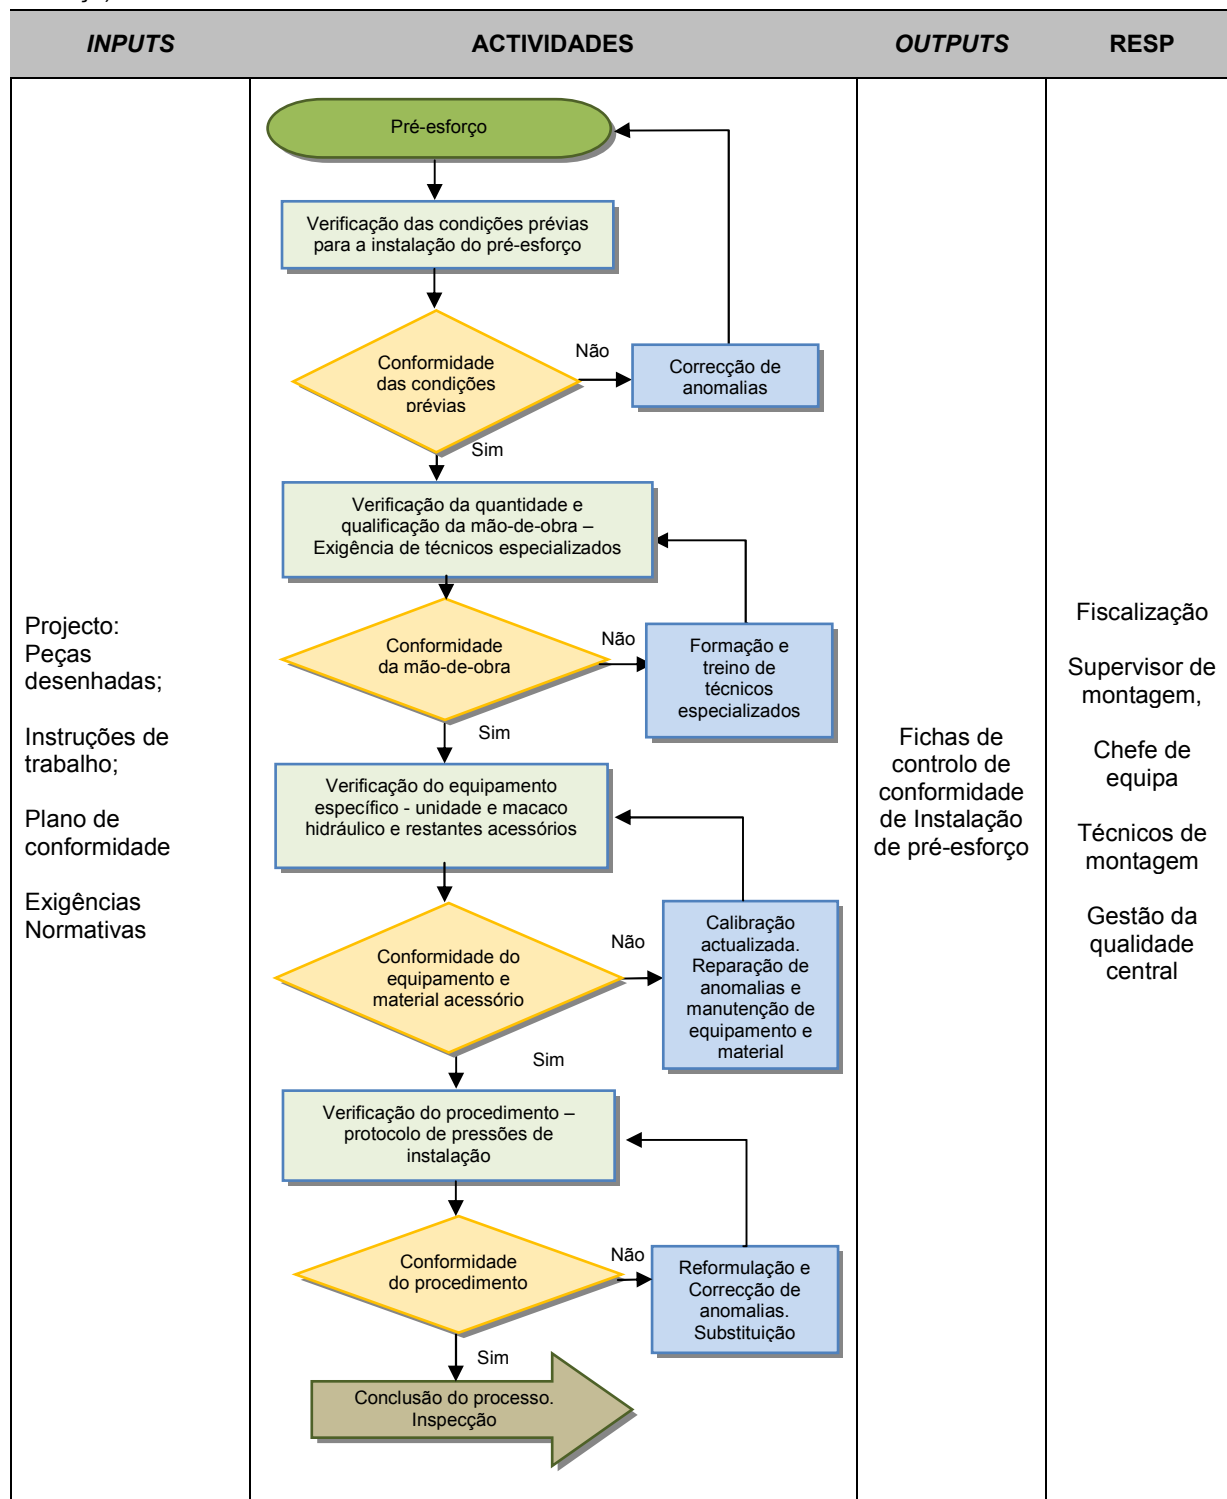 INPUTS
ACTIVIDADES
OUTPUTS
RESP
Pré-esforço
Verificação das condições prévias
para a instalação do pré-esforço
Conformidade
das condições
prévias
Não
Correcção de
anomalias
Sim
Verificação da quantidade e
qualificação da mão-de-obra –
Exigência de técnicos especializados
Conformidade
da mão-de-obra
Não
Formação e
treino de
técnicos
especializados
Sim
Verificação do equipamento
específico - unidade e macaco
hidráulico e restantes acessórios
Conformidade do
equipamento e
material acessório
Não
Calibração
actualizada.
Reparação de
anomalias e
manutenção de
equipamento e
material
Sim
Verificação do procedimento –
protocolo de pressões de
instalação
Conformidade
do procedimento
Não
Reformulação e
Correcção de
anomalias.
Substituição
Sim
Conclusão do processo.
Inspecção
Projecto:
Peças
desenhadas;
Instruções de
trabalho;
Plano de
conformidade
Exigências
Normativas
Fichas de
controlo de
conformidade
de Instalação
de pré-esforço
Fiscalização
Supervisor de
montagem,
Chefe de
equipa
Técnicos de
montagem
Gestão da
qualidade
central